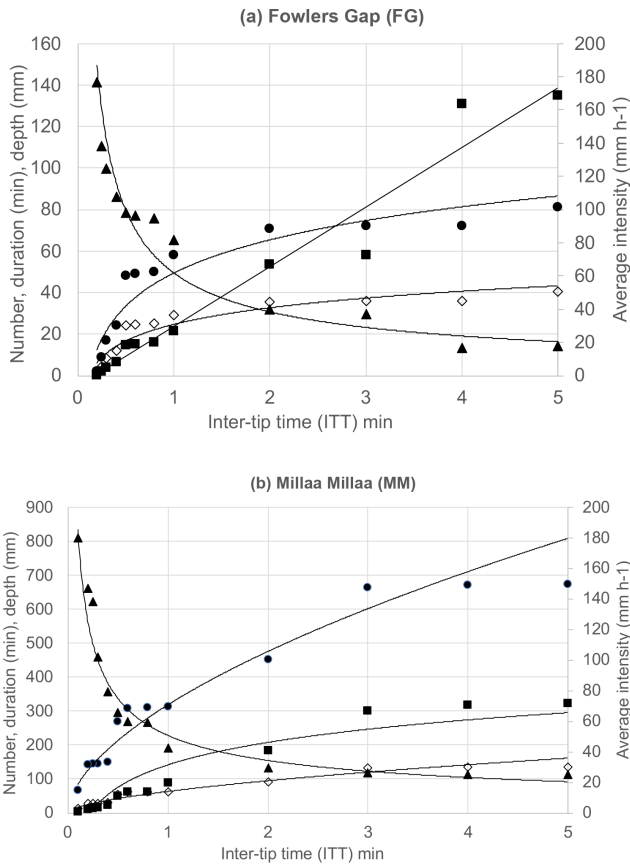 (a) Fowlers Gap (FG)
160 200
140 180
120 160
100 140
80 120
60 100
40 80
20 60
0 40
20
0
Number, duration (min), depth (mm)
Average intensity (mm h-1)
0 1 2 3 4 5
Inter-tip time (ITT) min
(b) Millaa Millaa (MM)
900 200
800 180
700 160
600 140
500 120
400 100
300 80
200 60
100 40
0 20
0
Number, duration (min), depth (mm)
Average intensity (mm h-1)
0 1 2 3 4 5
Inter-tip time (ITT) min